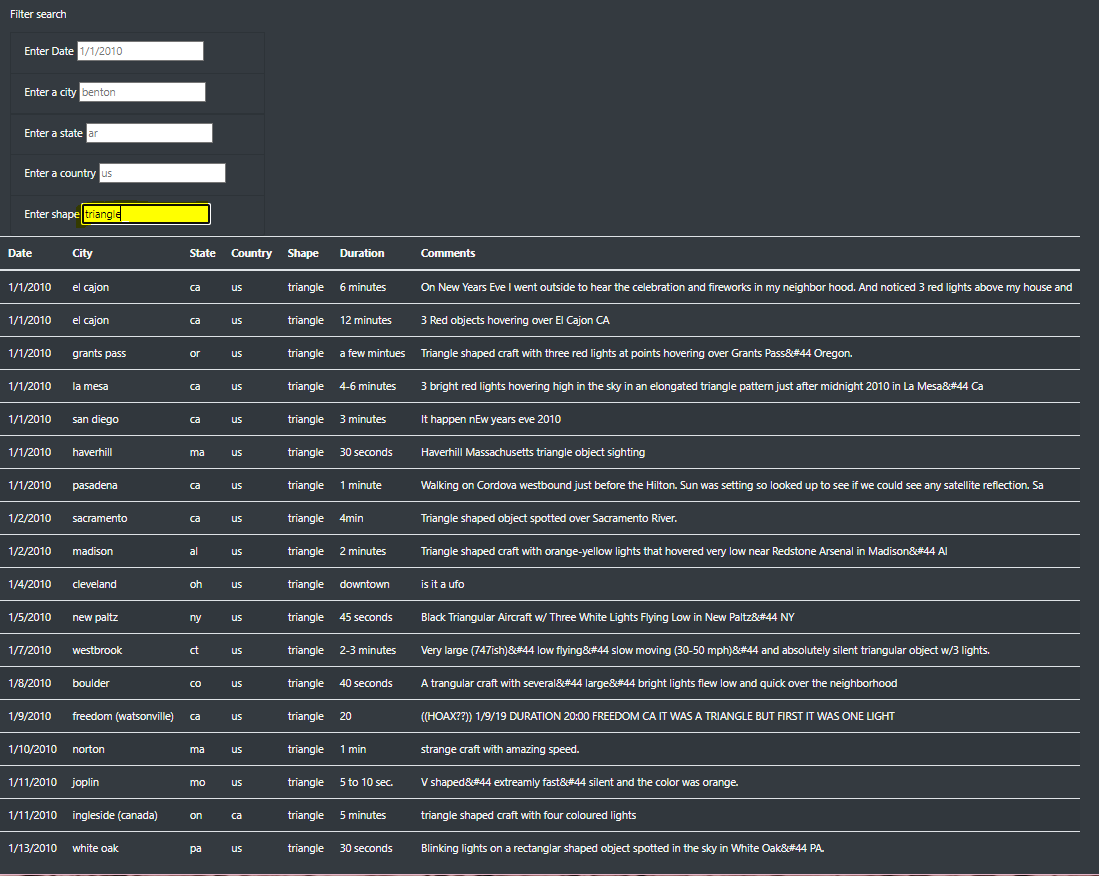 Filter search
Enter Date 1/1/2010
Enter a city benton
Enter a state ar
Enter a country us
Enter shape triangle
Date City State Country Shape Duration Comments
1/1/2010 el cajon ca us triangle 6 minutes On New Years Eve I went outside to hear the celebration and fireworks in my neighbor hood. And noticed 3 red lights above my house and
1/1/2010 el cajon ca us triangle 12 minutes 3 Red objects hovering over El Cajon CA
1/1/2010 grants pass or us triangle a few mintues Triangle shaped craft with three red lights at points hovering over Grants Pass&#44 Oregon.
1/1/2010 la mesa ca us triangle 4-6 minutes 3 bright red lights hovering high in the sky in an elongated triangle pattern just after midnight 2010 in La Mesa&#44 Ca
1/1/2010 san diego ca us triangle 3 minutes It happen nEw years eve 2010
1/1/2010 haverhill ma us triangle 30 seconds Haverhill Massachusetts triangle object sighting
1/1/2010 pasadena ca us triangle 1 minute Walking on Cordova westbound just before the Hilton. Sun was setting so looked up to see if we could see any satellite reflection. Sa
1/2/2010 sacramento ca us triangle 4min Triangle shaped object spotted over Sacramento River.
1/2/2010 madison al us triangle 2 minutes Triangle shaped craft with orange-yellow lights that hovered very low near Redstone Arsenal in Madison&#44 Al
1/4/2010 cleveland oh us triangle downtown is it a ufo
1/5/2010 new paltz ny us triangle 45 seconds Black Triangular Aircraft w/ Three White Lights Flying Low in New Paltz&#44 NY
1/7/2010 westbrook ct us triangle 2-3 minutes Very large (747ish)&#44 low flying&#44 slow moving (30-50 mph)&#44 and absolutely silent triangular object w/3 lights.
1/8/2010 boulder co us triangle 40 seconds A trangular craft with several&#44 large&#44 bright lights flew low and quick over the neighborhood
1/9/2010 freedom (watsonville) ca us triangle 20 ((HOAX??)) 1/9/19 DURATION 20:00 FREEDOM CA IT WAS A TRIANGLE BUT FIRST IT WAS ONE LIGHT
1/10/2010 norton ma us triangle 1 min strange craft with amazing speed.
1/11/2010 joplin mo us triangle 5 to 10 sec. V shaped&#44 extreamly fast&#44 silent and the color was orange.
1/11/2010 ingleside (canada) on ca triangle 5 minutes triangle shaped craft with four coloured lights
1/13/2010 white oak pa us triangle 30 seconds Blinking lights on a rectanglar shaped object spotted in the sky in White Oak&#44 PA.